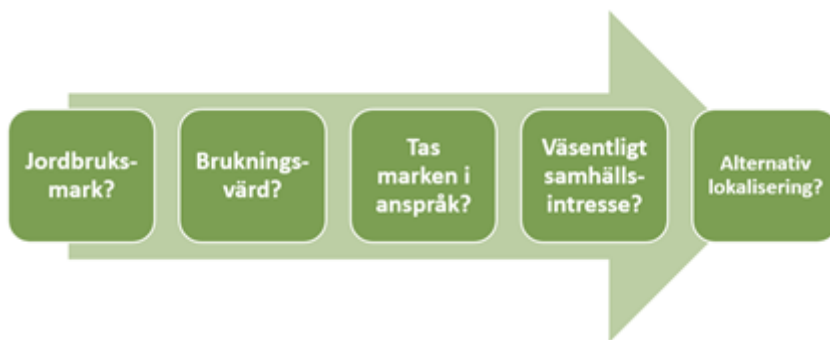 Jordbruks-
mark?
Bruknings-
värd?
Tas
marken i
anspråk?
Väsentligt
samhälls-
intresse?
Alternativ
lokalisering?